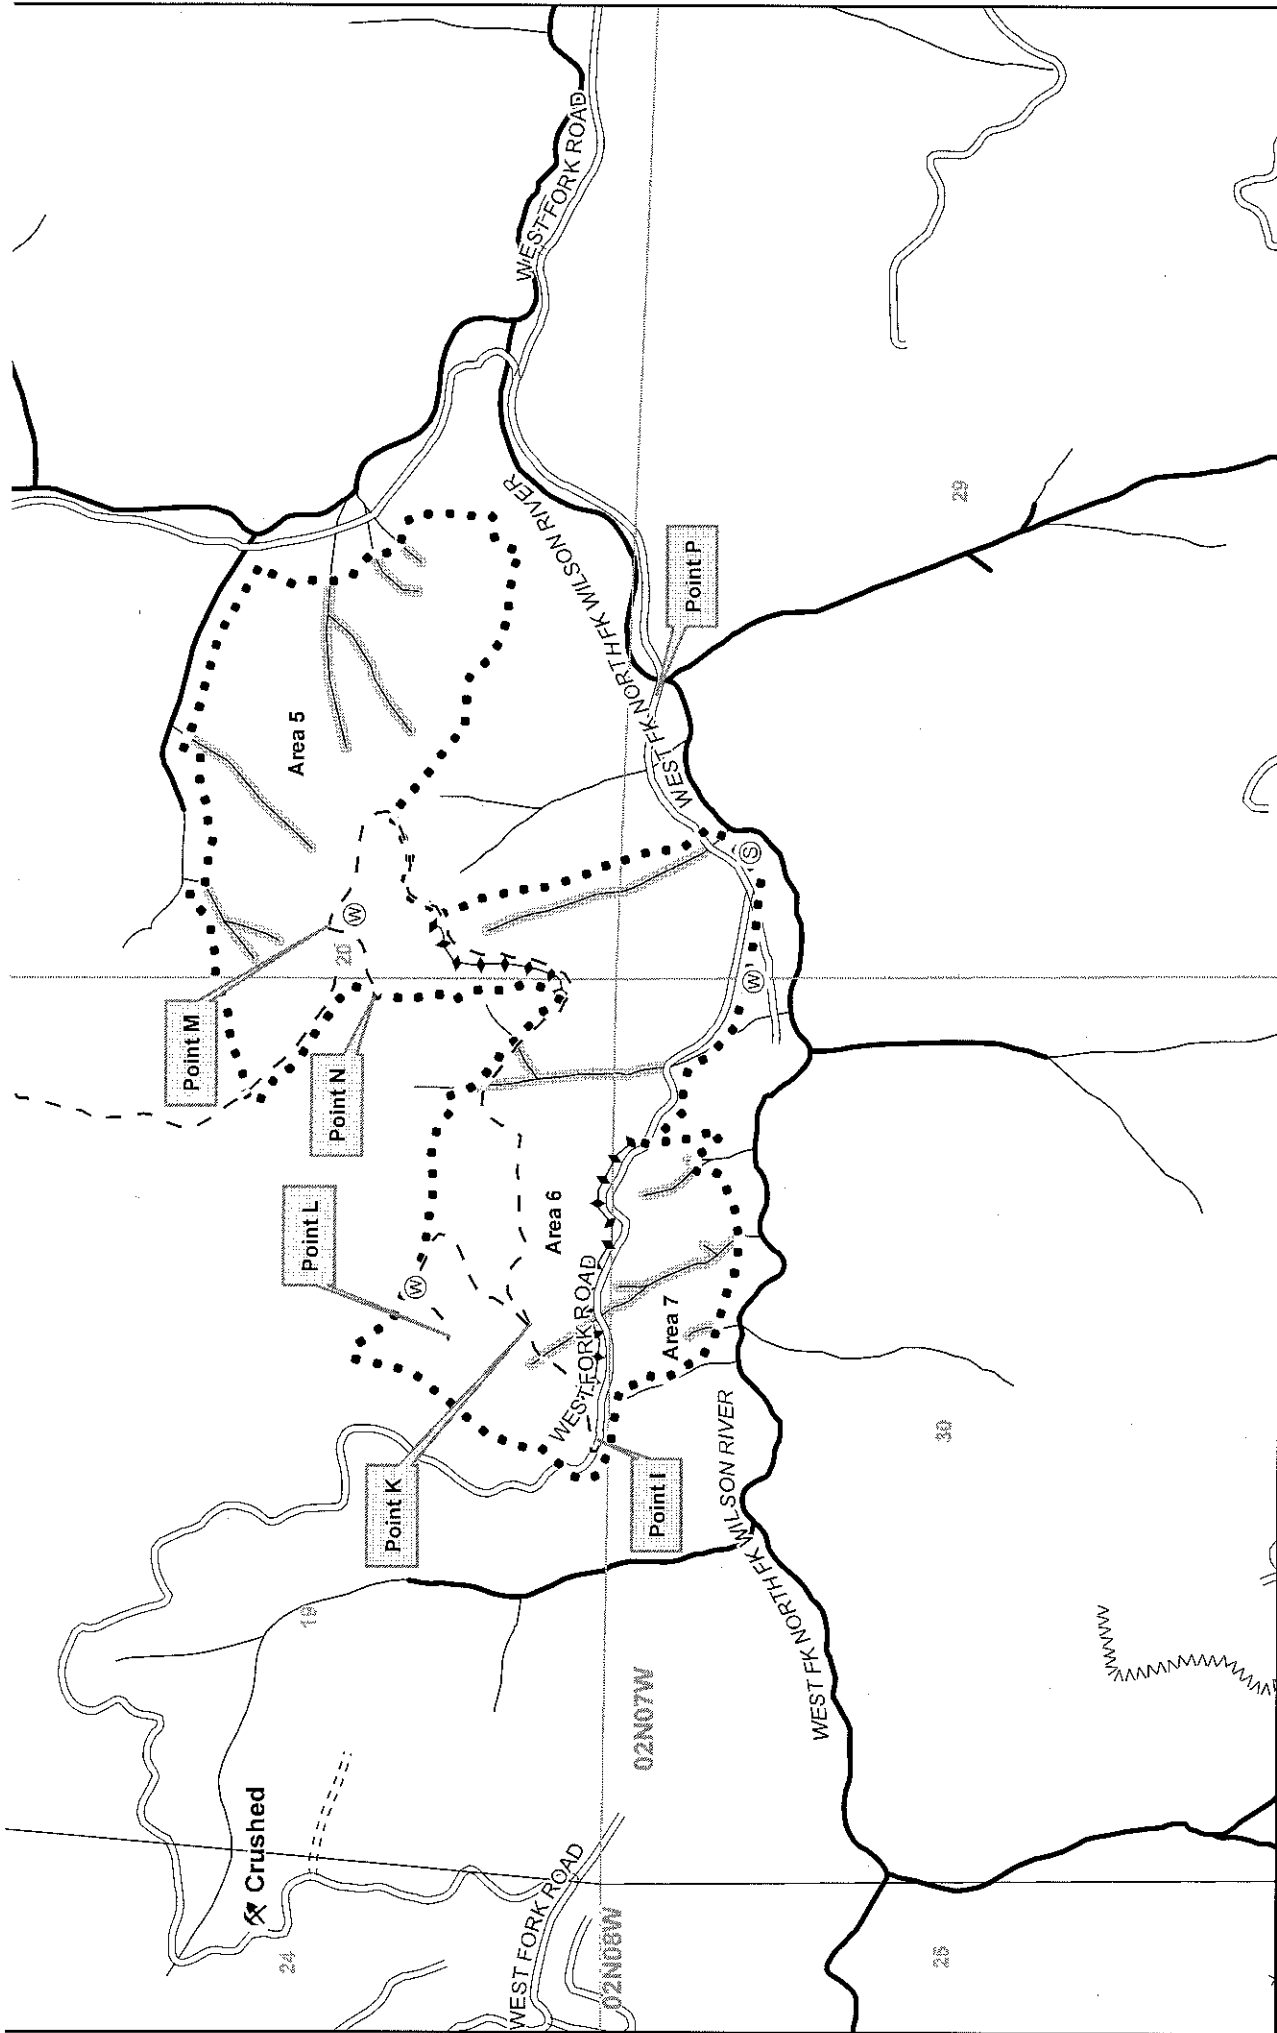 WEST FORK ROAD
WEST FK NORTH FK WILSON RIVER
29
Point P
Area 5
W
20
S
W
Point M
Point N
Point L
W
Area 6
WEST FORK ROAD
Area 7
Point K
Point I
30
WEST FK NORTH FK WILSON RIVER
19
02N07W
Crushed
24
WEST FORK ROAD
02N08W
25